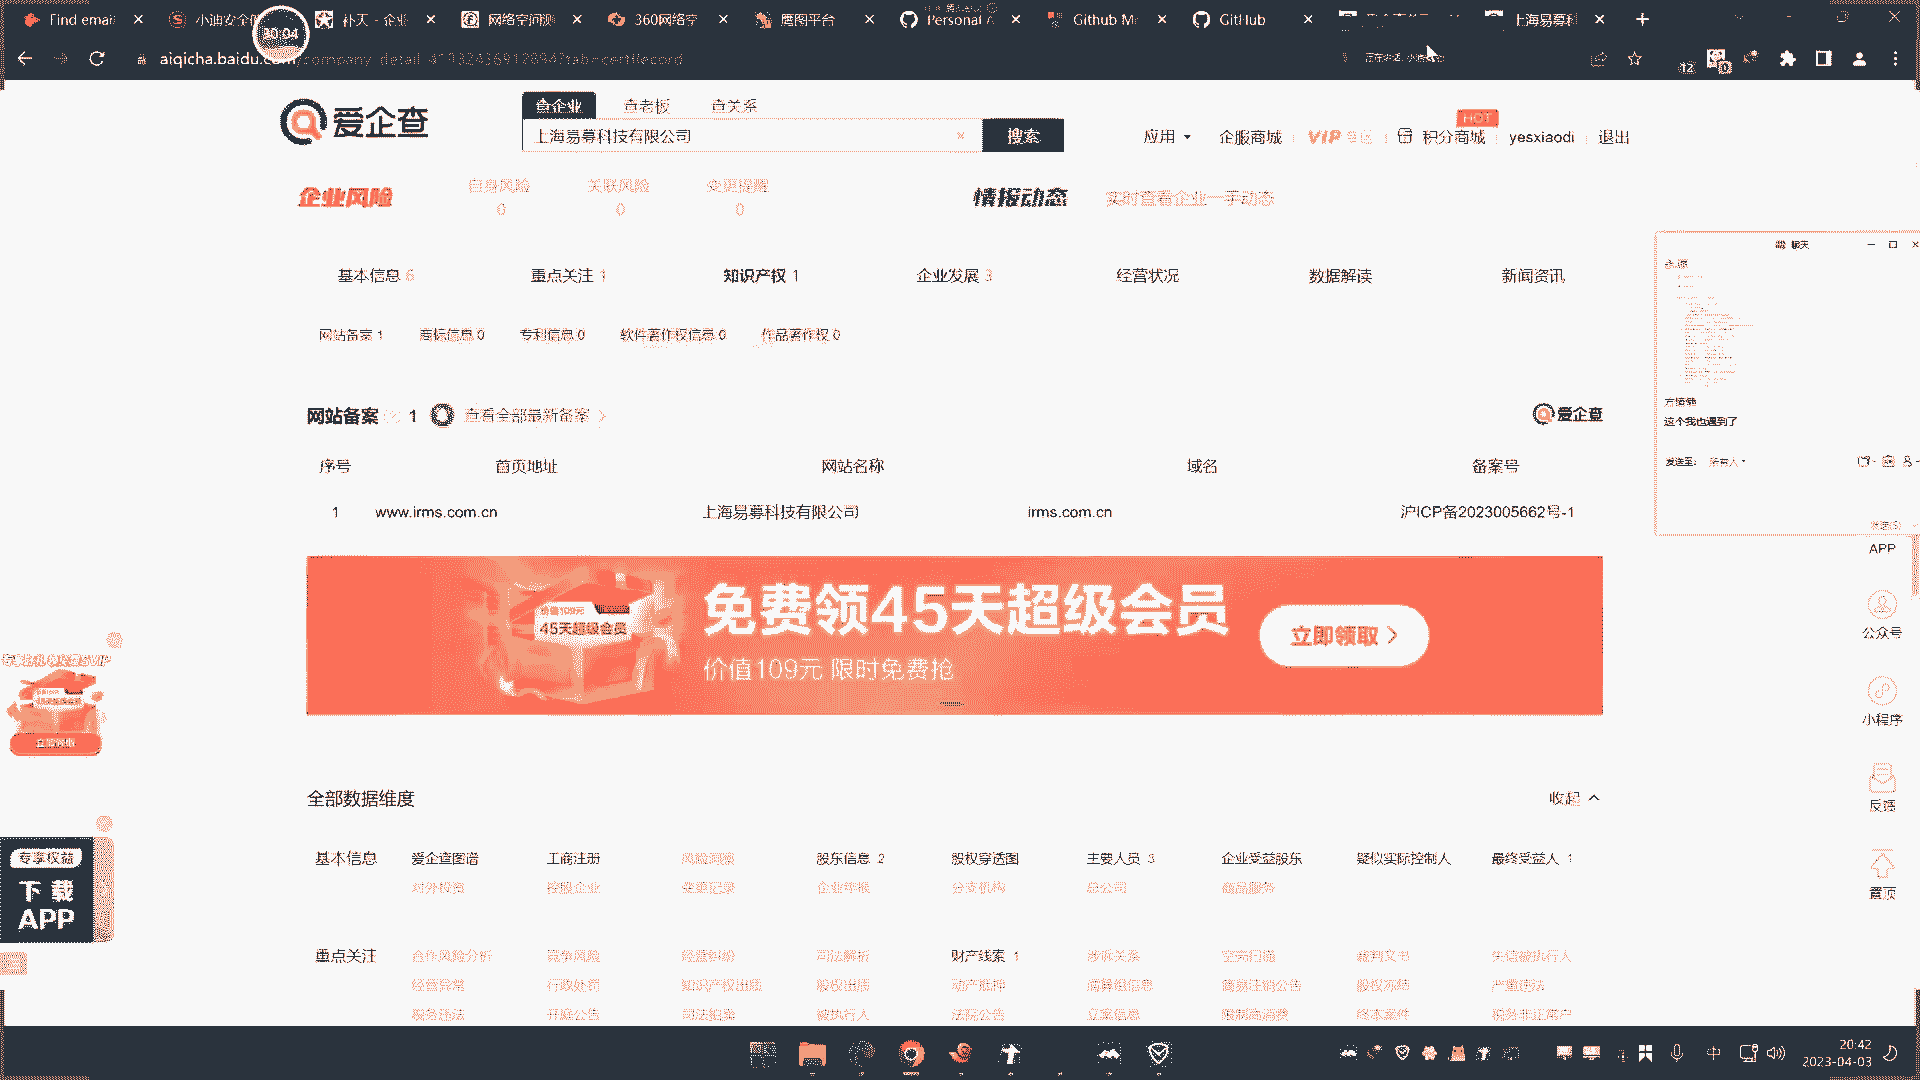 Find email
小迪安全
补天 - 企业
网络空间测
360网络空
鹰图平台
Personal A
Github Mo
GitHub
上海易募科
00:04
aiqicha.baidu.com/company_detail_
爱企查
查企业 查老板 查关系
上海易募科技有限公司
搜索
应用 企服商城 VIP HOT 积分商城 yesxiaodi 退出
企业风险
自身风险 关联风险 变更提醒
0 0 0
情报动态 实时查看企业一手动态
基本信息 6 重点关注 1 知识产权 1 企业发展 3 经营状况 数据解读 新闻资讯
网站备案 1 商标信息 0 专利信息 0 软件著作权信息 0 作品著作权 0
网站备案 1 查看全部最新备案
爱企查
序号 首页地址 网站名称 域名 备案号
1 www.irms.com.cn 上海易募科技有限公司 irms.com.cn 沪ICP备2023005662号-1
45天超级会员
免费领45天超级会员
价值109元 限时免费抢
立即领取
全部数据维度
收起
基本信息 爱企查图谱 工商注册 股东信息 2 股权穿透图 主要人员 3 企业受益股东 疑似实际控制人 最终受益人 1
对外投资 控股企业 变更记录 企业年报 分支机构 总公司 商品服务
重点关注 合作风险分析 竞争风险 经营纠纷 司法解析 财产线索 1 涉诉关系 空壳扫描 裁判文书 失信被执行人
经营异常 行政处罚 知识产权出质 股权出质 动产抵押 清算组信息 简易注销公告 股权冻结 严重违法
税务违法 开庭公告 司法拍卖 被执行人 法院公告 立案信息 限制高消费 终本案件 税务非正常户
聊天
这个我也遇到了
发送至: 所有人
发送(S)
APP
公众号
小程序
反馈
置顶
立即领取
专享权益
下载
APP
中
20:42
2023-04-03